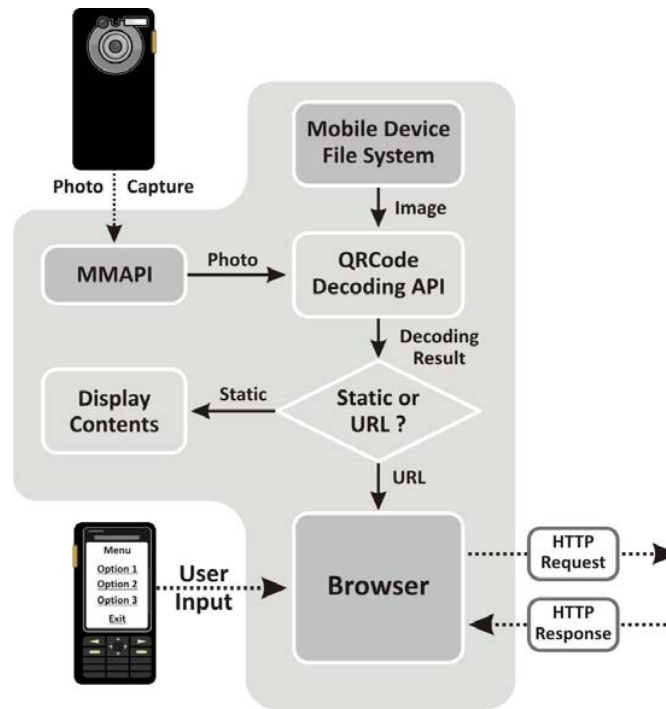 Mobile Device
File System
Photo Capture
Image
MMAPI
Photo
QRCode
Decoding API
Decoding
Result
Display
Contents
Static
Static or
URL ?
URL
Menu
Option 1
Option 2
Option 3
Exit
User
Input
Browser
HTTP
Request
HTTP
Response